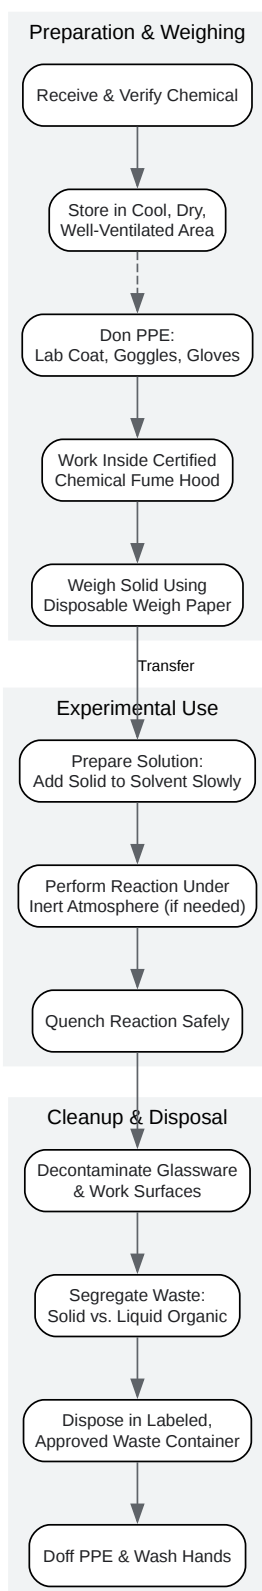 Preparation & Weighing
Receive & Verify Chemical
Store in Cool, Dry,
Well-Ventilated Area
Don PPE:
Lab Coat, Goggles, Gloves
Work Inside Certified
Chemical Fume Hood
Weigh Solid Using
Disposable Weigh Paper
Transfer
Experimental Use
Prepare Solution:
Add Solid to Solvent Slowly
Perform Reaction Under
Inert Atmosphere (if needed)
Quench Reaction Safely
Cleanup & Disposal
Decontaminate Glassware
& Work Surfaces
Segregate Waste:
Solid vs. Liquid Organic
Dispose in Labeled,
Approved Waste Container
Doff PPE & Wash Hands